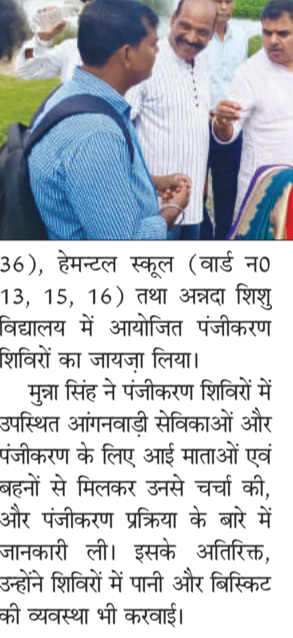 36), हेमन्टल स्कूल (वार्ड न0
13, 15, 16) तथा अन्नदा शिशु
विद्यालय में आयोजित पंजीकरण
शिविरों का जायज़ा लिया।
मुन्ना सिंह ने पंजीकरण शिविरों में
उपस्थित आंगनवाड़ी सेविकाओं और
पंजीकरण के लिए आई माताओं एवं
बहनों से मिलकर उनसे चर्चा की,
और पंजीकरण प्रक्रिया के बारे में
जानकारी ली। इसके अतिरिक्त,
उन्होंने शिविरों में पानी और बिस्किट
की व्यवस्था भी करवाई।